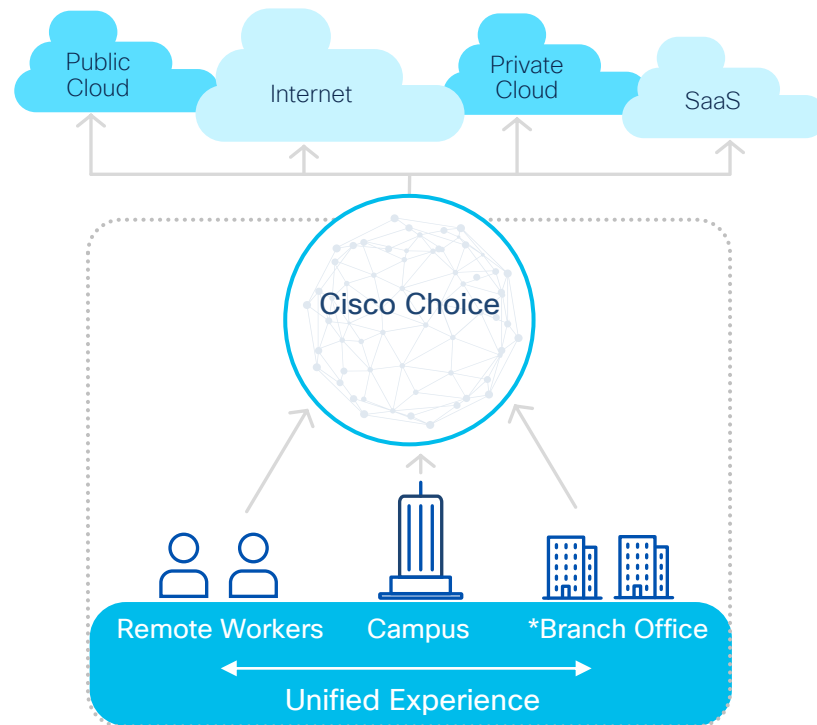 Public
Cloud
Internet
Private
Cloud
SaaS
Cisco Choice
Remote Workers
Campus
*Branch Office
Unified Experience